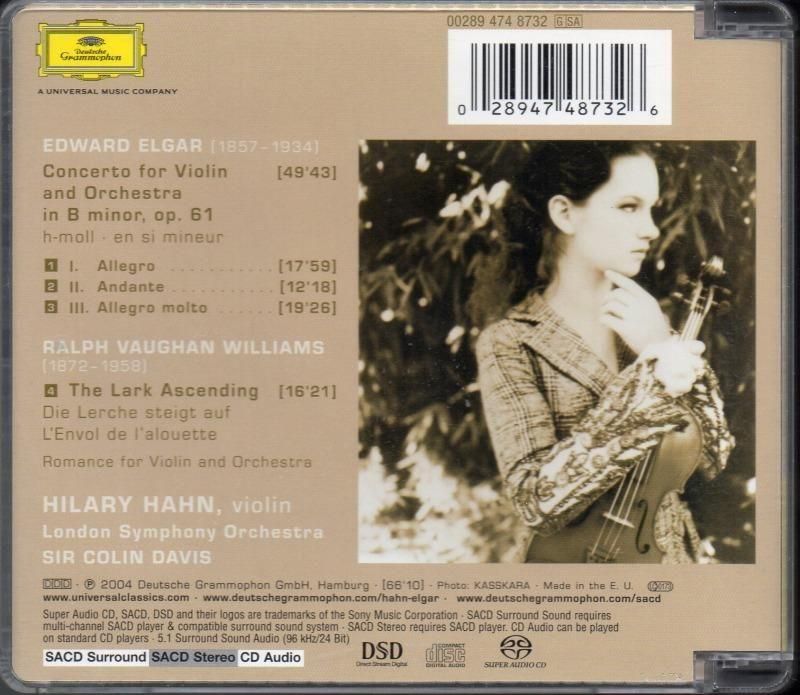 00289 474 8732 G SA
Deutsche
Grammophon
A UNIVERSAL MUSIC COMPANY
0 28947 48732 6
EDWARD ELGAR [1857–1934]
Concerto for Violin [49'43]
and Orchestra
in B minor, op. 61
h-moll · en si mineur
1 I. Allegro ........... [17'59]
2 II. Andante ........... [12'18]
3 III. Allegro molto ...... [19'26]
RALPH VAUGHAN WILLIAMS
[1872–1958]
4 The Lark Ascending [16'21]
Die Lerche steigt auf
L'Envol de l'alouette
Romance for Violin and Orchestra
HILARY HAHN, violin
London Symphony Orchestra
SIR COLIN DAVIS
DDD · ℗ 2004 Deutsche Grammophon GmbH, Hamburg · [66'10] · Photo: KASSKARA · Made in the E. U.
www.universalclassics.com · www.deutschegrammophon.com/hahn-elgar · www.deutschegrammophon.com/sacd
Super Audio CD, SACD, DSD and their logos are trademarks of the Sony Music Corporation · SACD Surround Sound requires
multi-channel SACD player & compatible surround sound system · SACD Stereo requires SACD player. CD Audio can be played
on standard CD players · 5.1 Surround Sound Audio (96 kHz/24 Bit)
SACD Surround SACD Stereo CD Audio
DSD
Direct Stream Digital
COMPACT
disc
DIGITAL AUDIO
SUPER AUDIO CD